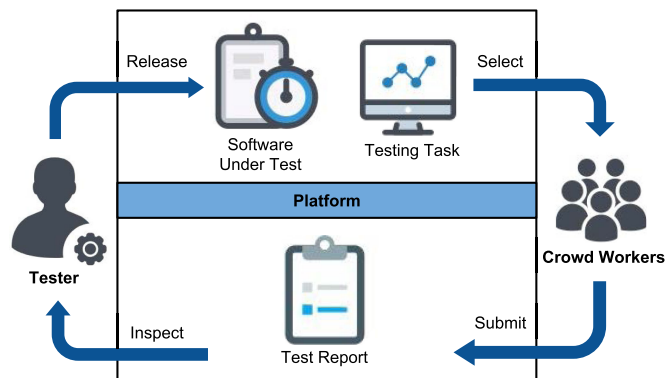 Release
Select
Software
Under Test
Testing Task
Platform
Tester
Crowd Workers
Inspect
Submit
Test Report